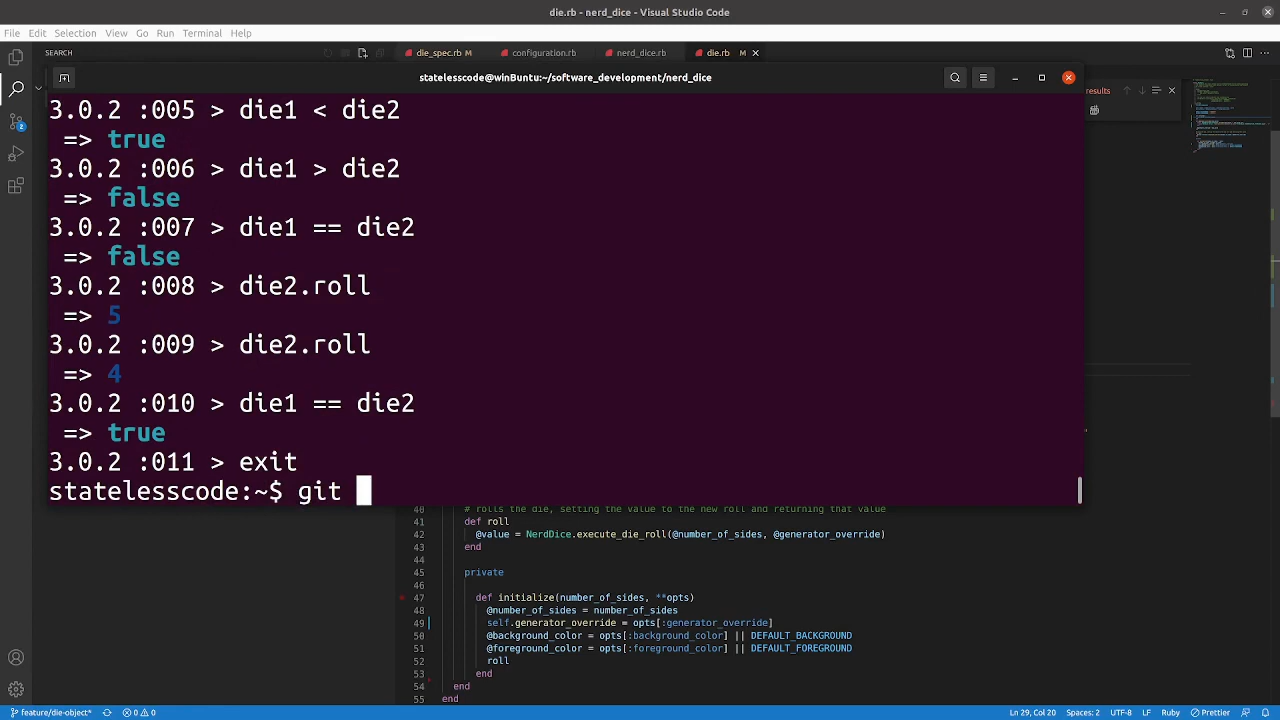 die.rb - nerd_dice - Visual Studio Code
File Edit Selection View Go Run Terminal Help
SEARCH
die_spec.rb M
configuration.rb
nerd_dice.rb
die.rb M
statelesscode@winBuntu:~/software_development/nerd_dice
results
3.0.2 :005 > die1 < die2
=> true
3.0.2 :006 > die1 > die2
=> false
3.0.2 :007 > die1 == die2
=> false
3.0.2 :008 > die2.roll
=> 5
3.0.2 :009 > die2.roll
=> 4
3.0.2 :010 > die1 == die2
=> true
3.0.2 :011 > exit
statelesscode:~$ git
40 # rolls the die, setting the value to the new roll and returning that value
41 def roll
42 @value = NerdDice.execute_die_roll(@number_of_sides, @generator_override)
43 end
44
45 private
46
47 def initialize(number_of_sides, **opts)
48 @number_of_sides = number_of_sides
49 self.generator_override = opts[:generator_override]
50 @background_color = opts[:background_color] || DEFAULT_BACKGROUND
51 @foreground_color = opts[:foreground_color] || DEFAULT_FOREGROUND
52 roll
53 end
54 end
55 end
2
feature/die-object* 0 0 Ln 29, Col 20 Spaces: 2 UTF-8 LF Ruby Prettier